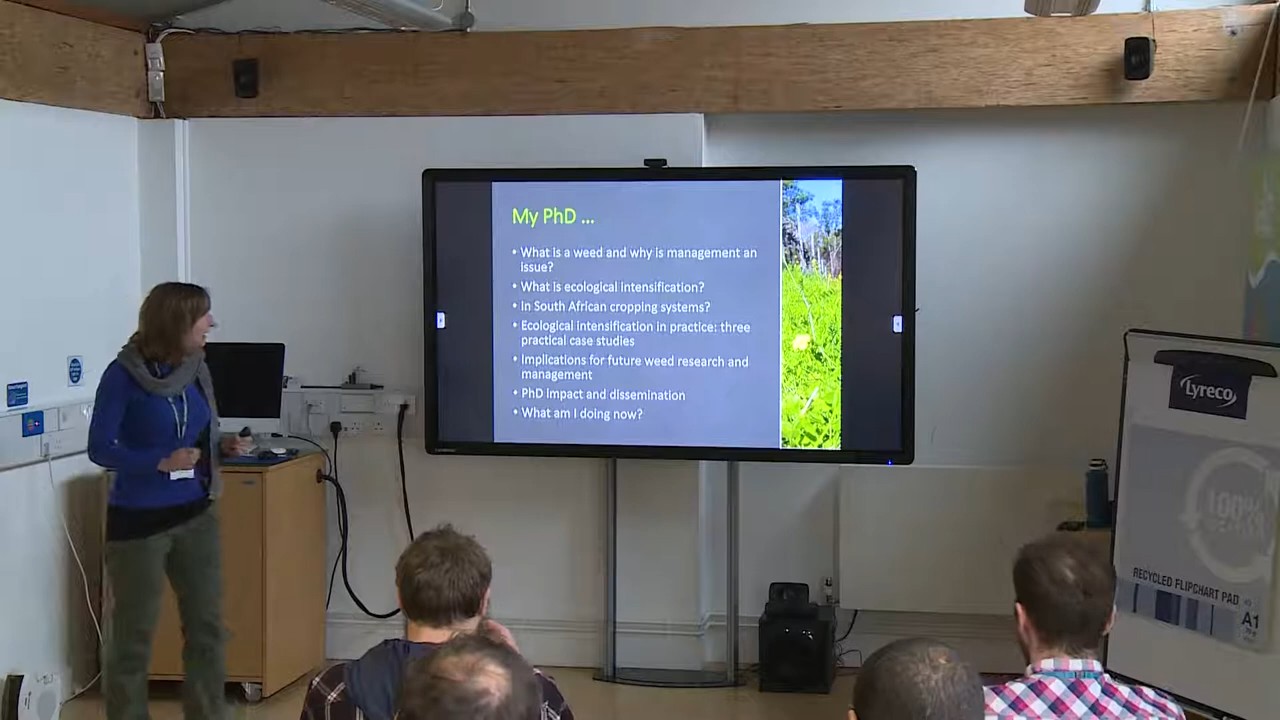 My PhD ...
• What is a weed and why is management an
issue?
• What is ecological intensification?
• In South African cropping systems?
• Ecological intensification in practice: three
practical case studies
• Implications for future weed research and
management
• PhD impact and dissemination
• What am I doing now?
Lyreco
100%
RECYCLED FLIPCHART PAD
A1